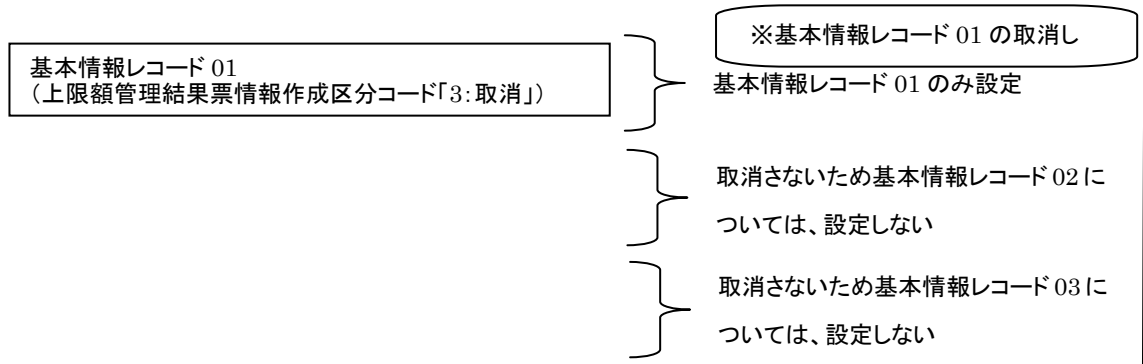 ※基本情報レコード 01 の取消し
基本情報レコード 01
（上限額管理結果票情報作成区分コード「3：取消」）
基本情報レコード 01 のみ設定
取消さないため基本情報レコード 02 に
ついては、設定しない
取消さないため基本情報レコード 03 に
ついては、設定しない